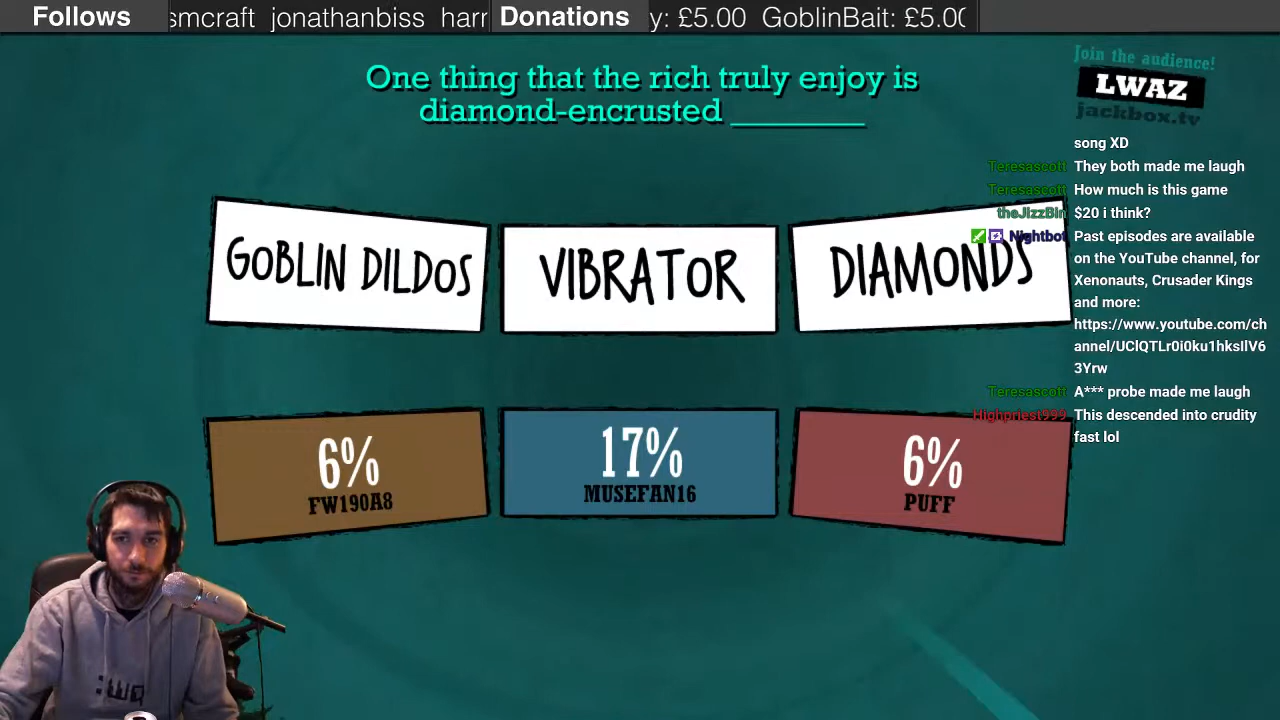 Follows
smcraft jonathanbiss harr
Donations
y: £5.00 GoblinBait: £5.00
One thing that the rich truly enjoy is
diamond-encrusted ________
Join the audience!
LWAZ
jackbox.tv
GOBLIN DILDOS
VIBRATOR
DIAMONDS
6%
FW190A8
17%
MUSEFAN16
6%
PUFF
song XD
Teresascott They both made me laugh
Teresascott How much is this game
theJizzBin $20 i think?
Nightbot Past episodes are available
on the YouTube channel, for
Xenonauts, Crusader Kings
and more:
https://www.youtube.com/ch
annel/UClQTLr0i0ku1hksIlV6
3Yrw
Teresascott A*** probe made me laugh
Highpriest999 This descended into crudity
fast lol
:wq